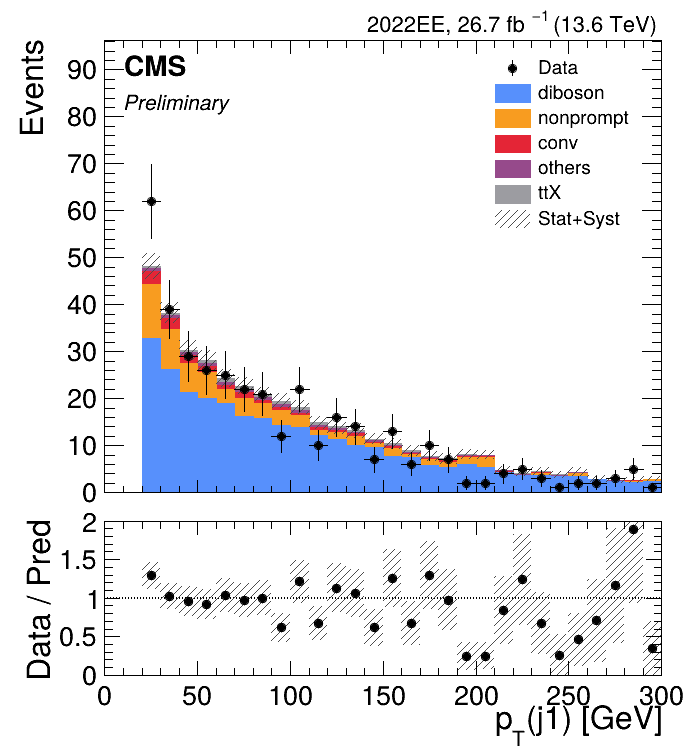 2022EE, 26.7 fb⁻¹ (13.6 TeV)
CMS
Preliminary
Events
90
80
70
60
50
40
30
20
10
0
Data
diboson
nonprompt
conv
others
ttX
Stat+Syst
Data / Pred
2
1.5
1
0.5
0
0 50 100 150 200 250 300
p_T(j1) [GeV]